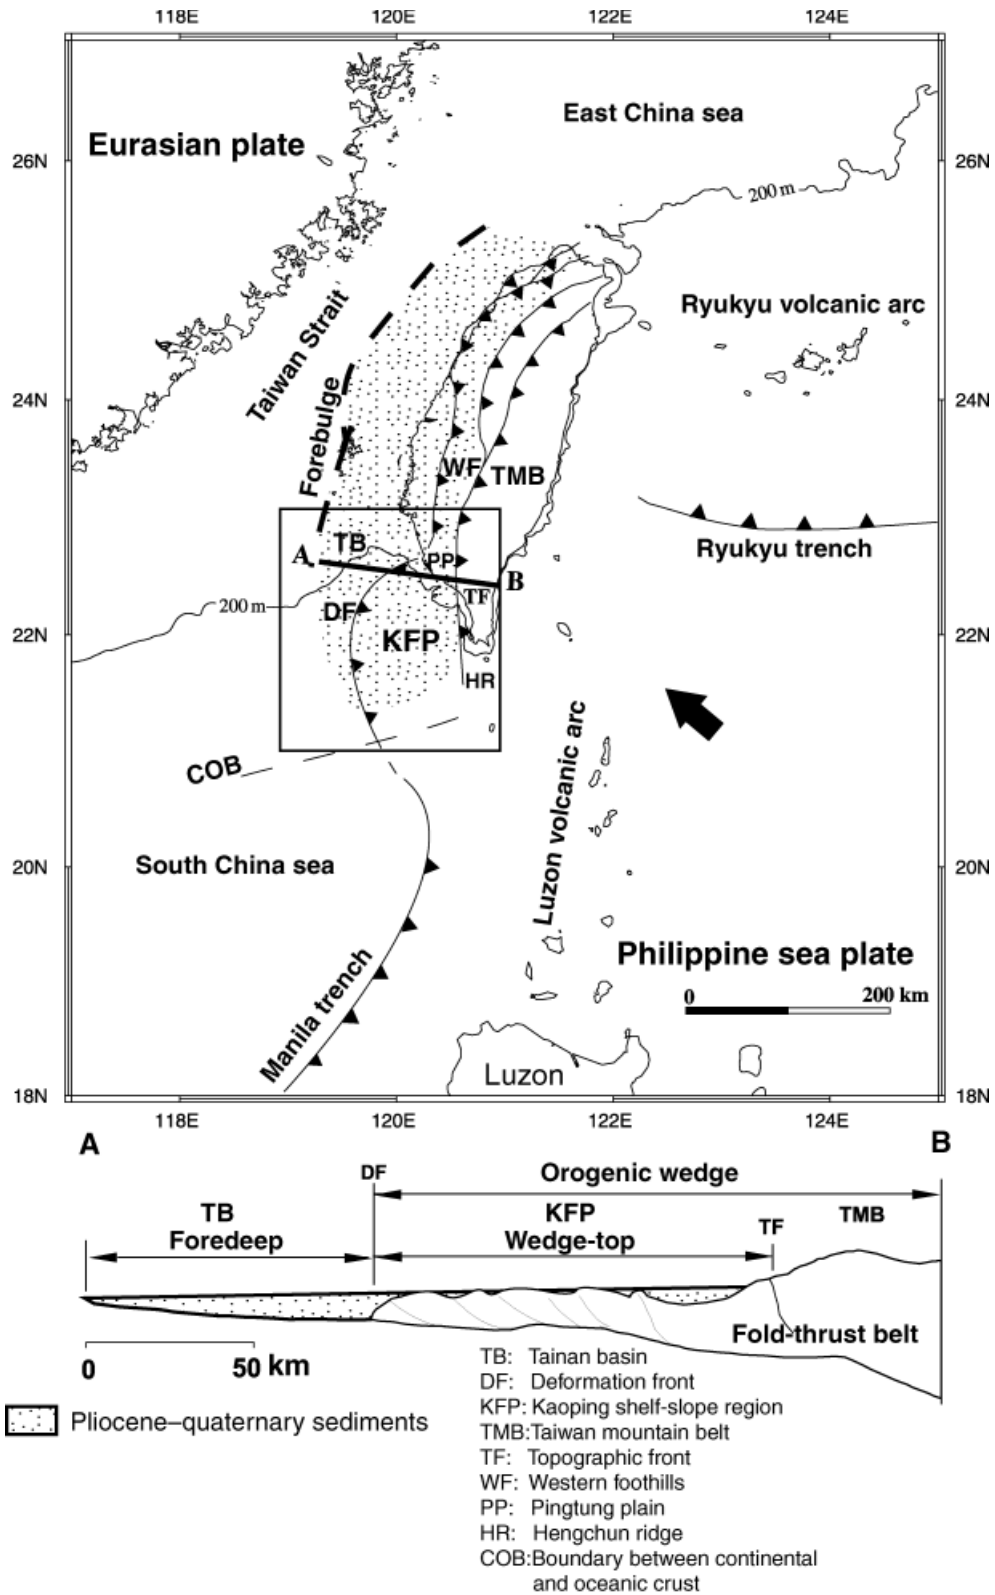 118E 120E 122E 124E
East China sea
Eurasian plate
26N 26N
200 m
Taiwan Strait
Ryukyu volcanic arc
24N 24N
Forebulge
WF TMB
TB
A
PP
B
Ryukyu trench
TF
200 m
DF
22N 22N
KFP
HR
COB
Luzon volcanic arc
South China sea
20N 20N
Philippine sea plate
0 200 km
Manila trench
Luzon
18N 18N
118E 120E 122E 124E
A B
DF Orogenic wedge
TB KFP TF TMB
Foredeep Wedge-top
Fold-thrust belt
0 50 km
Pliocene–quaternary sediments
TB: Tainan basin
DF: Deformation front
KFP: Kaoping shelf-slope region
TMB:Taiwan mountain belt
TF: Topographic front
WF: Western foothills
PP: Pingtung plain
HR: Hengchun ridge
COB:Boundary between continental
and oceanic crust